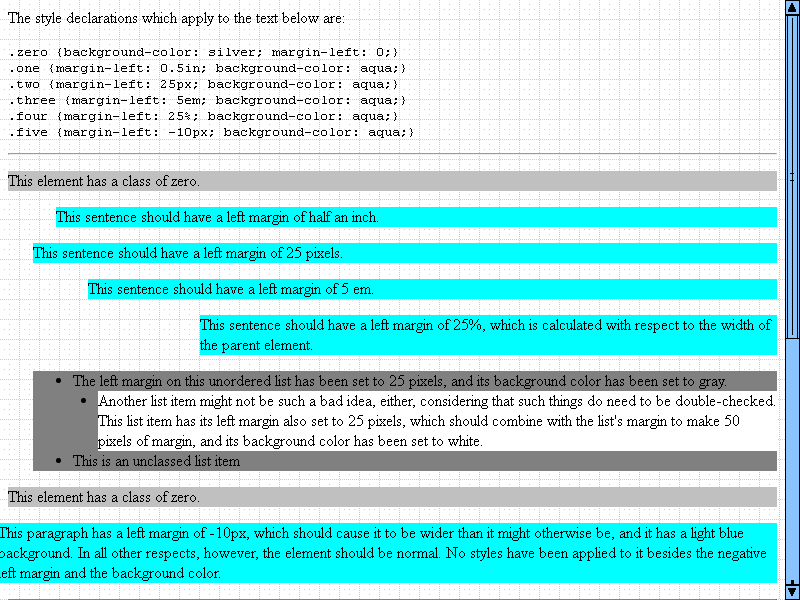 The style declarations which apply to the text below are:
.zero {background-color: silver; margin-left: 0;}
.one {margin-left: 0.5in; background-color: aqua;}
.two {margin-left: 25px; background-color: aqua;}
.three {margin-left: 5em; background-color: aqua;}
.four {margin-left: 25%; background-color: aqua;}
.five {margin-left: -10px; background-color: aqua;}
This element has a class of zero.
This sentence should have a left margin of half an inch.
This sentence should have a left margin of 25 pixels.
This sentence should have a left margin of 5 em.
This sentence should have a left margin of 25%, which is calculated with respect to the width of
the parent element.
• The left margin on this unordered list has been set to 25 pixels, and its background color has been set to gray.
• Another list item might not be such a bad idea, either, considering that such things do need to be double-checked.
This list item has its left margin also set to 25 pixels, which should combine with the list's margin to make 50
pixels of margin, and its background color has been set to white.
• This is an unclassed list item
This element has a class of zero.
This paragraph has a left margin of -10px, which should cause it to be wider than it might otherwise be, and it has a light blue
background. In all other respects, however, the element should be normal. No styles have been applied to it besides the negative
left margin and the background color.